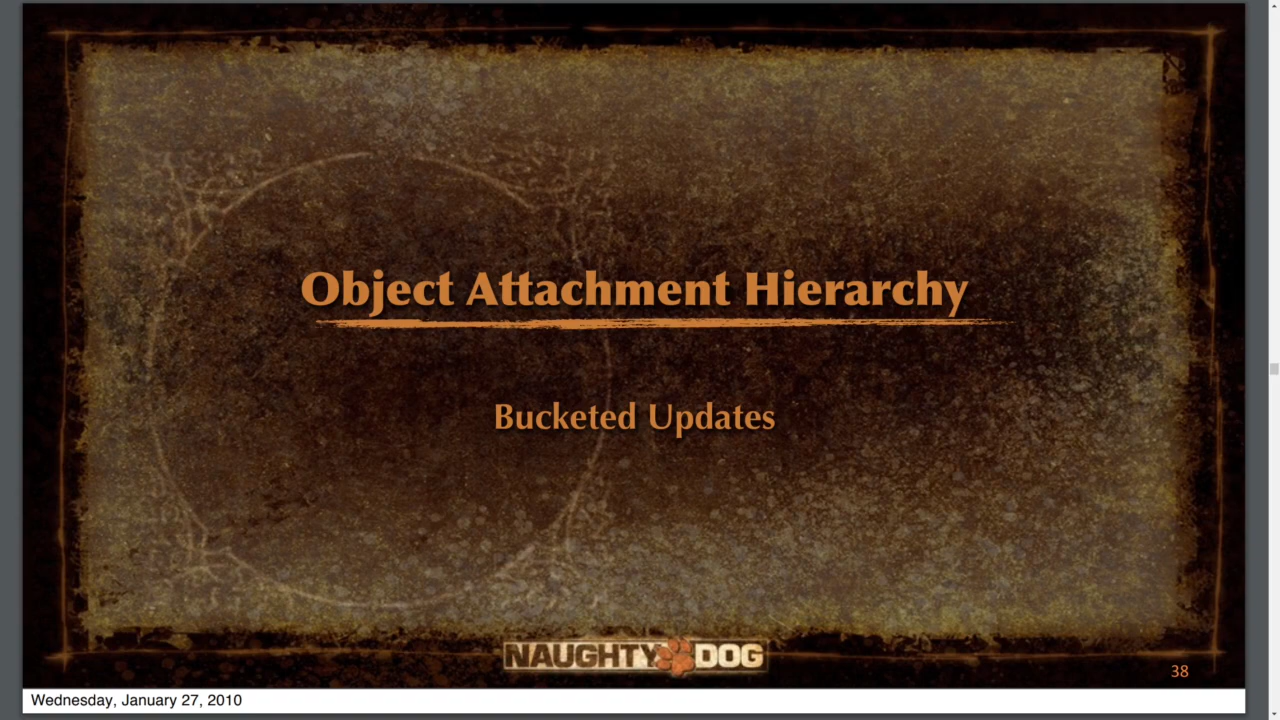 Object Attachment Hierarchy
Bucketed Updates
NAUGHTY DOG
38
Wednesday, January 27, 2010